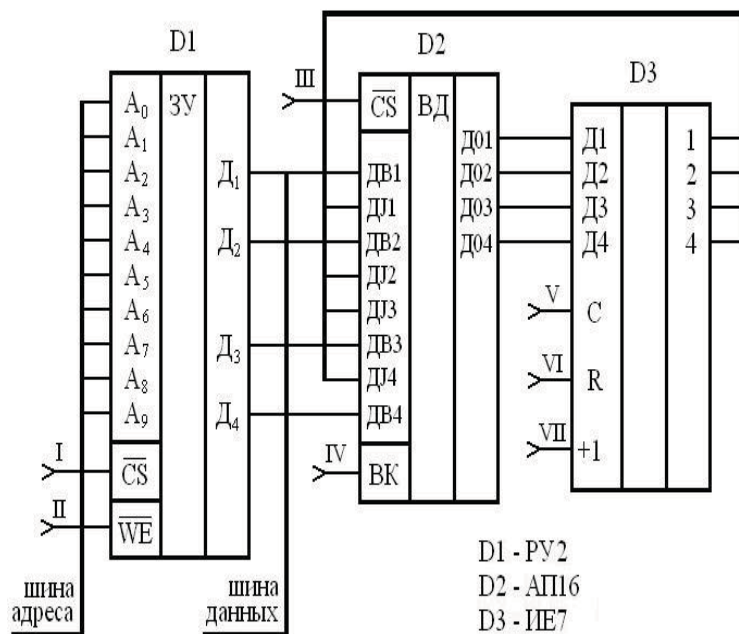 D1
D2
D3
A0
A1
A2
A3
A4
A5
A6
A7
A8
A9
CS
WE
ЗУ
Д1
Д2
Д3
Д4
I
II
шина
адреса
шина
данных
III
IV
CS
ДВ1
ДJ1
ДВ2
ДJ2
ДJ3
ДВ3
ДJ4
ДВ4
ВК
ВД
Д01
Д02
Д03
Д04
Д1
Д2
Д3
Д4
V
C
VI
R
VII
+1
1
2
3
4
D1 - РУ2
D2 - АП16
D3 - ИЕ7